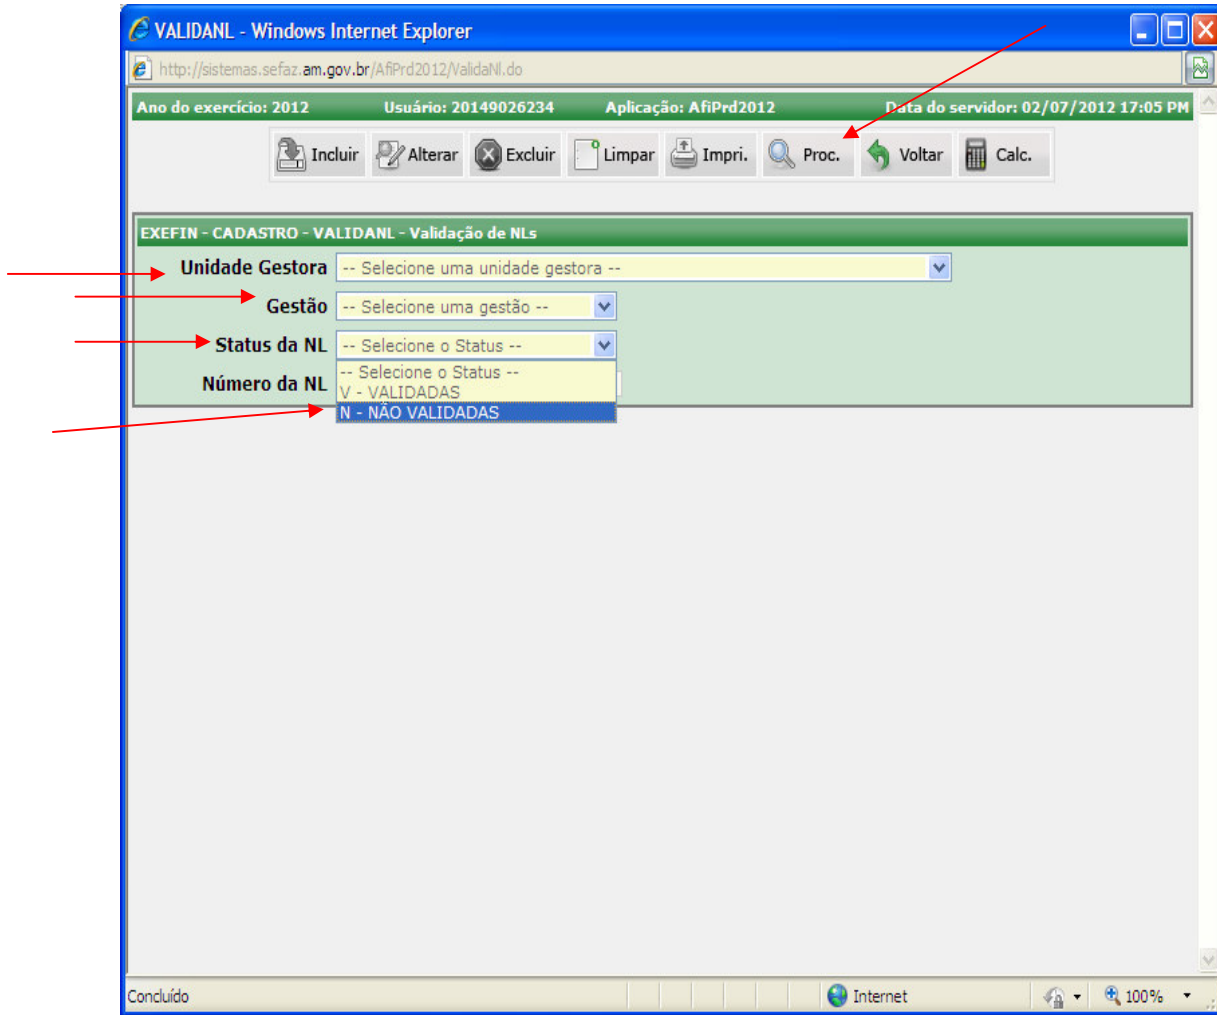 VALIDANL - Windows Internet Explorer
http://sistemas.sefaz.am.gov.br/AfiPrd2012/ValidaNl.do
Ano do exercício: 2012 Usuário: 20149026234 Aplicação: AfiPrd2012 Data do servidor: 02/07/2012 17:05 PM
Incluir Alterar Excluir Limpar Impri. Proc. Voltar Calc.
EXEFIN - CADASTRO - VALIDANL - Validação de NLs
Unidade Gestora -- Selecione uma unidade gestora --
Gestão -- Selecione uma gestão --
Status da NL -- Selecione o Status --
-- Selecione o Status --
Número da NL
V - VALIDADAS
N - NÃO VALIDADAS
Concluído Internet 100%